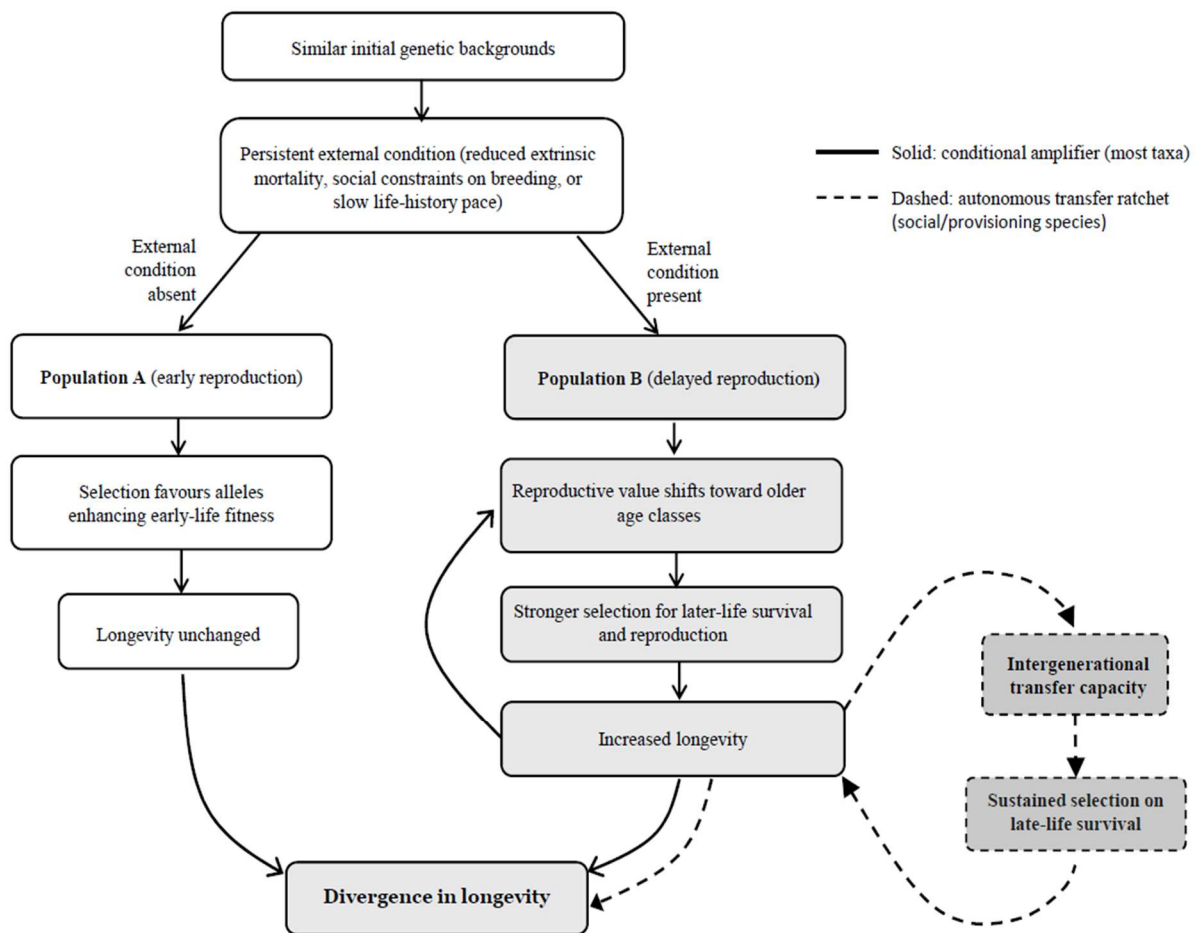 Similar initial genetic backgrounds
Persistent external condition (reduced extrinsic
mortality, social constraints on breeding, or
slow life-history pace)
Solid: conditional amplifier (most taxa)
Dashed: autonomous transfer ratchet
(social/provisioning species)
External
condition
absent
External
condition
present
Population A (early reproduction)
Population B (delayed reproduction)
Selection favours alleles
enhancing early-life fitness
Reproductive value shifts toward older
age classes
Longevity unchanged
Stronger selection for later-life survival
and reproduction
Intergenerational
transfer capacity
Increased longevity
Sustained selection on
late-life survival
Divergence in longevity